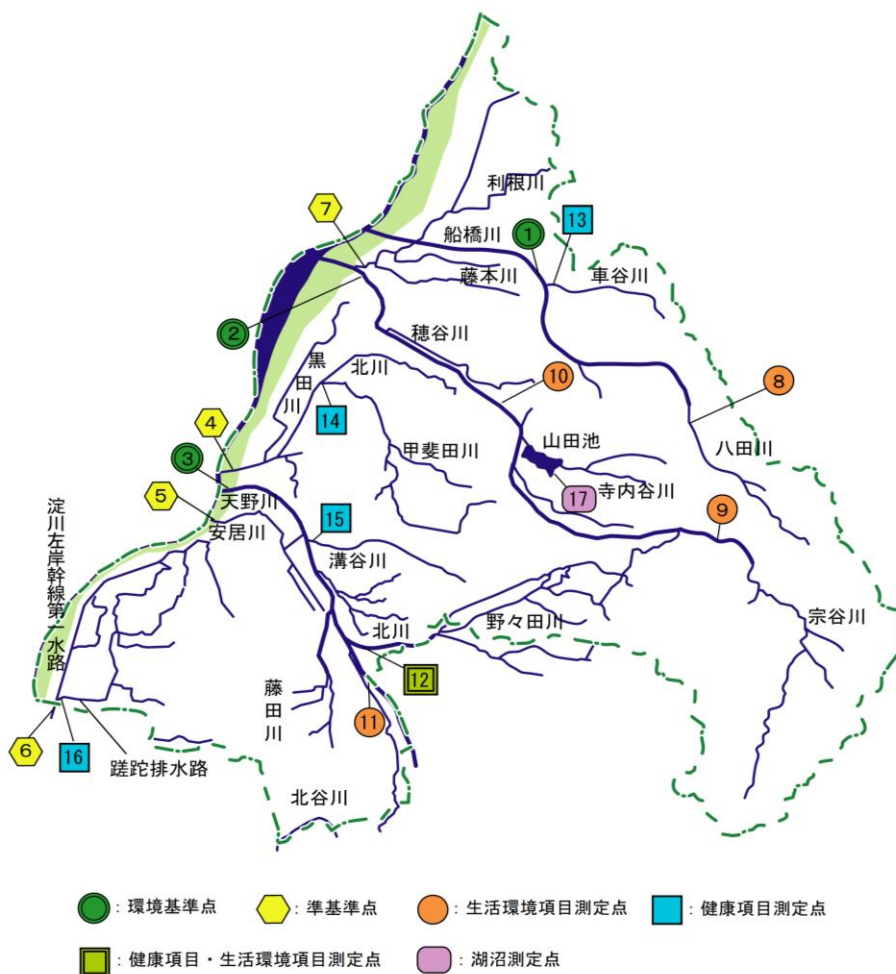 利根川
7
船橋川
1
13
藤本川
車谷川
2
穂谷川
黒田川
北川
10
8
14
4
山田池
甲斐田川
八田川
3
天野川
17
寺内谷川
5
安居川
15
9
淀川左岸幹線第一水路
溝谷川
北川
野々田川
宗谷川
12
藤田川
11
6
16
蹉跎排水路
北谷川
:環境基準点
:準基準点
:生活環境項目測定点
:健康項目測定点
:健康項目・生活環境項目測定点
:湖沼測定点